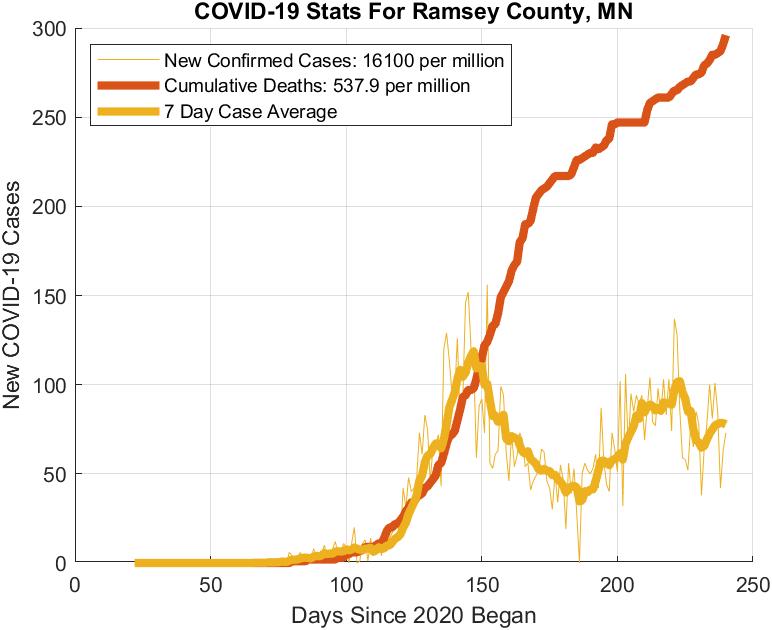 COVID-19 Stats For Ramsey County, MN
New Confirmed Cases: 16100 per million
Cumulative Deaths: 537.9 per million
7 Day Case Average
New COVID-19 Cases
300
250
200
150
100
50
0
0 50 100 150 200 250
Days Since 2020 Began